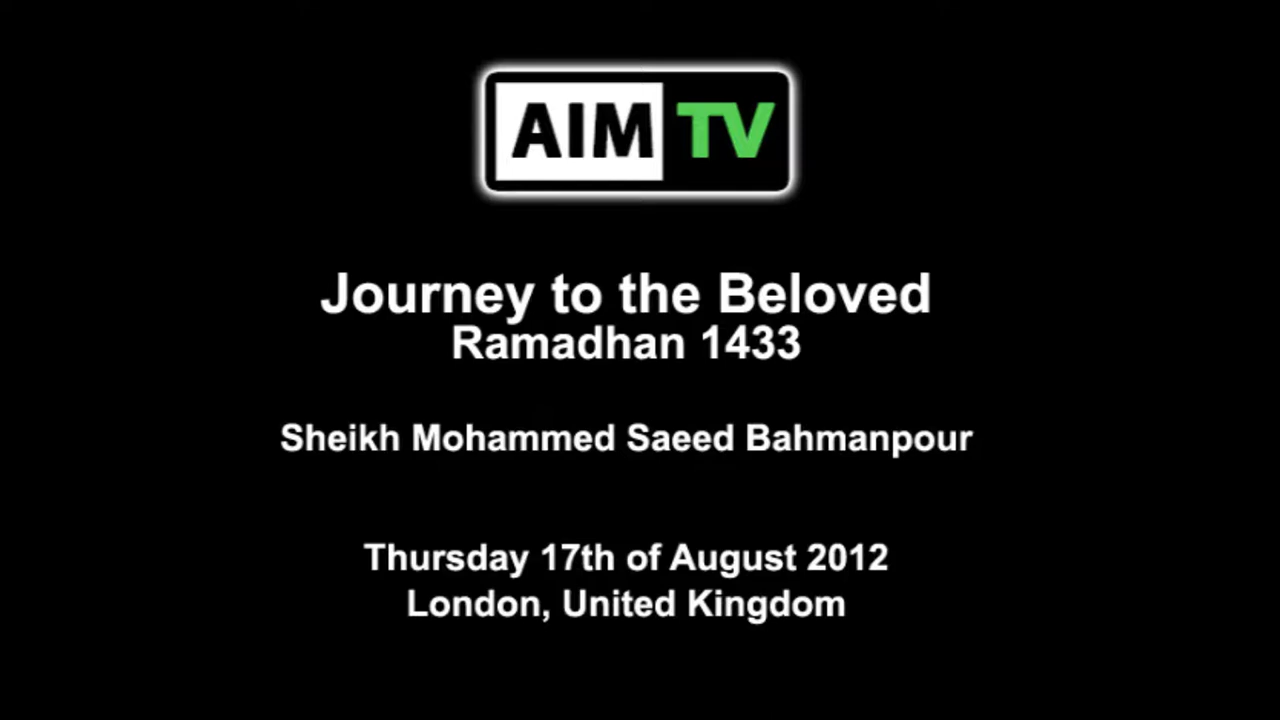 AIM TV
Journey to the Beloved
Ramadhan 1433
Sheikh Mohammed Saeed Bahmanpour
Thursday 17th of August 2012
London, United Kingdom